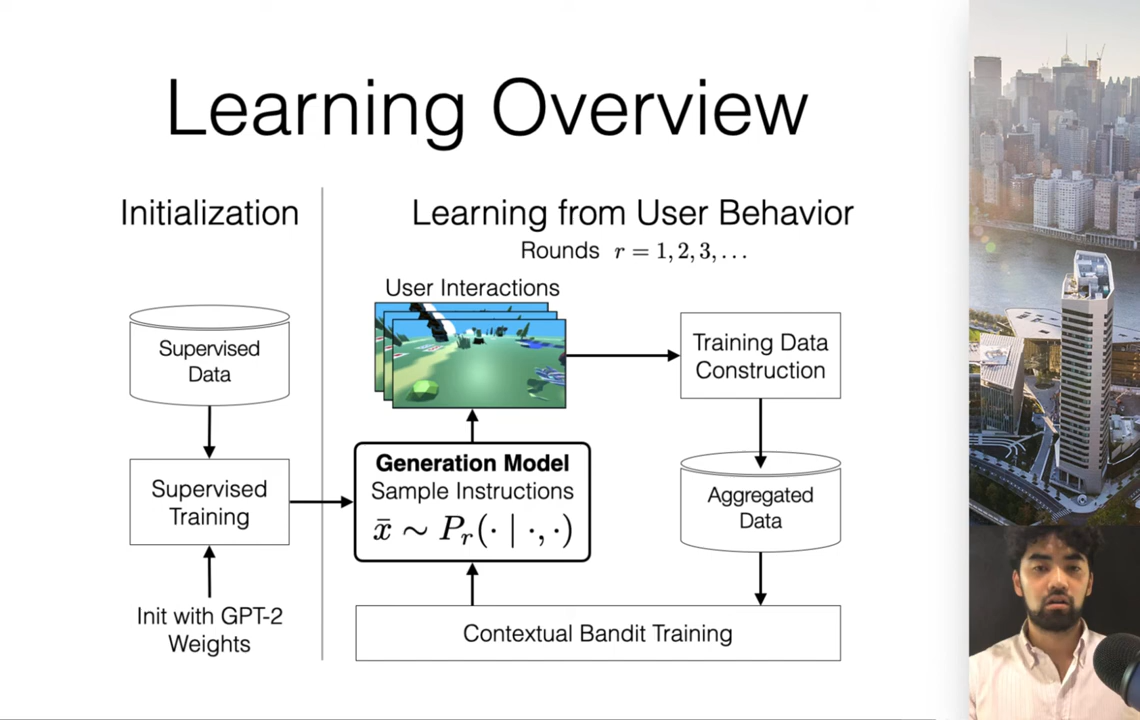 Learning Overview
Initialization
Supervised
Data
Supervised
Training
Init with GPT-2
Weights
Learning from User Behavior
Rounds r = 1, 2, 3, . . .
User Interactions
Generation Model
Sample Instructions
x̄ ∼ Pᵣ(· | ·, ·)
Training Data
Construction
Aggregated
Data
Contextual Bandit Training